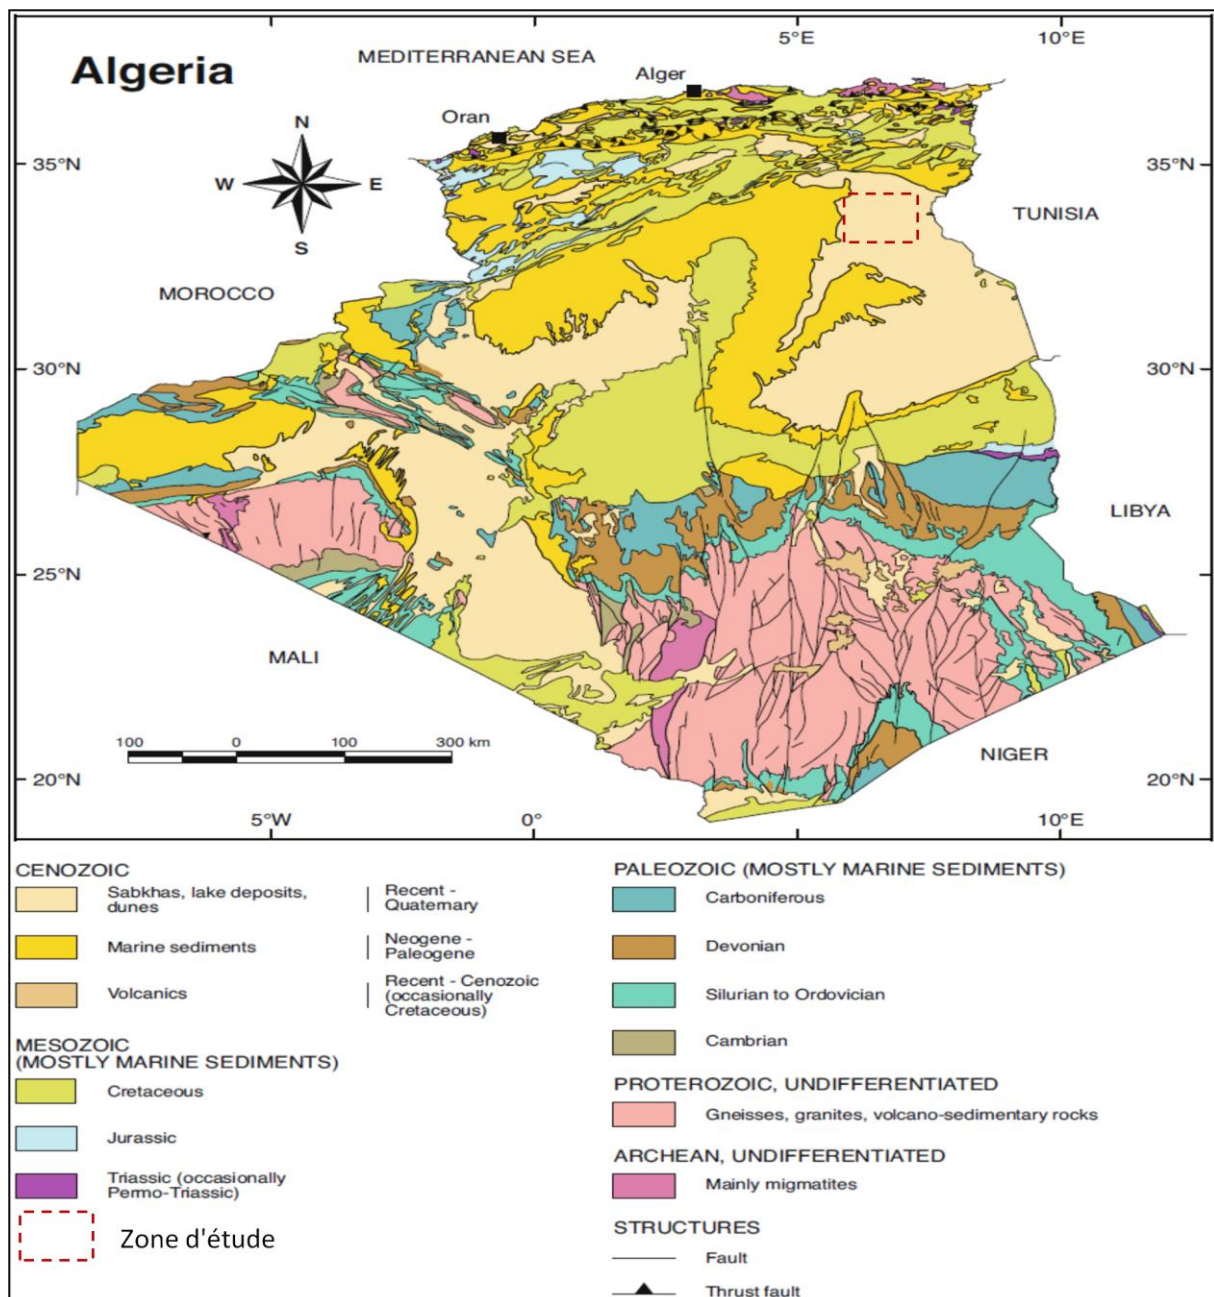 Algeria
MEDITERRANEAN SEA
5°E
10°E
Alger
Oran
N
W
E
S
35°N
35°N
TUNISIA
MOROCCO
30°N
30°N
LIBYA
25°N
25°N
MALI
100 0 100 300 km
NIGER
20°N
20°N
5°W
0°
5°E
10°E
CENOZOIC
Sabkhas, lake deposits,
dunes
Recent -
Quaternary
Marine sediments
Neogene -
Paleogene
Volcanics
Recent - Cenozoic
(occasionally
Cretaceous)
MESOZOIC
(MOSTLY MARINE SEDIMENTS)
Cretaceous
Jurassic
Triassic (occasionally
Permo-Triassic)
Zone d'étude
PALEOZOIC (MOSTLY MARINE SEDIMENTS)
Carboniferous
Devonian
Silurian to Ordovician
Cambrian
PROTEROZOIC, UNDIFFERENTIATED
Gneisses, granites, volcano-sedimentary rocks
ARCHEAN, UNDIFFERENTIATED
Mainly migmatites
STRUCTURES
Fault
Thrust fault